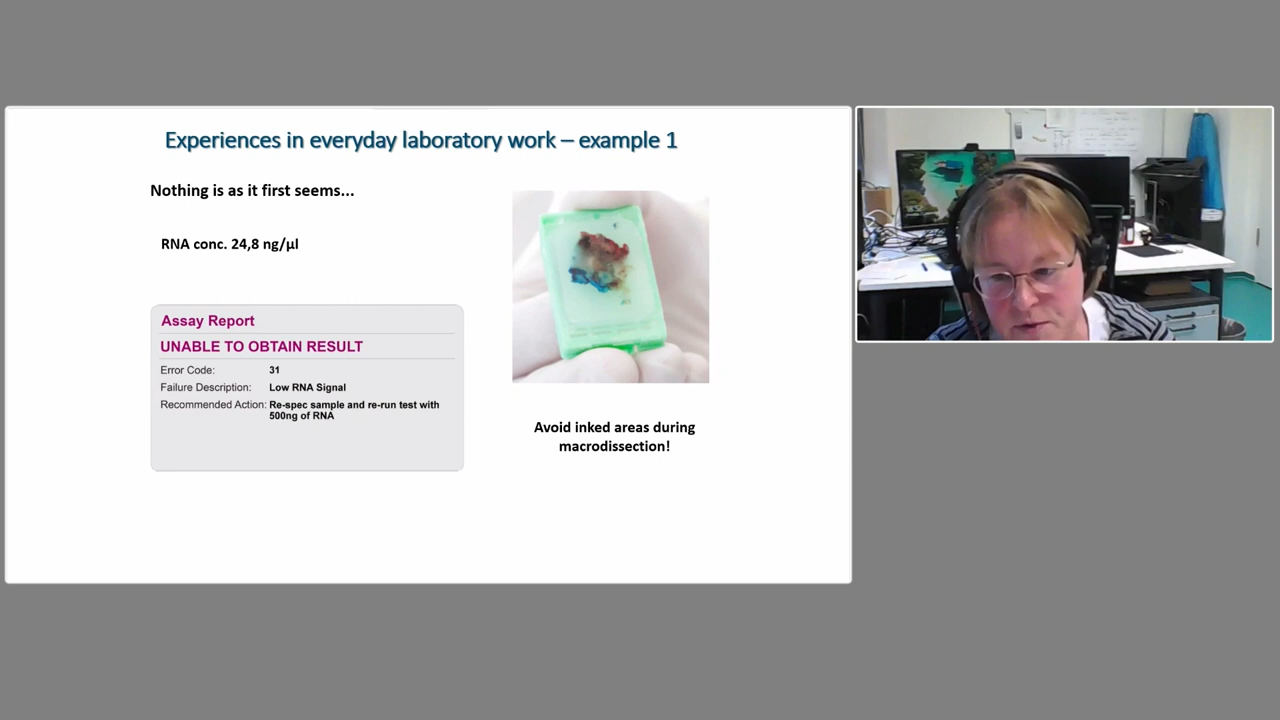 Experiences in everyday laboratory work – example 1
Nothing is as it first seems...
RNA conc. 24,8 ng/µl
Assay Report
UNABLE TO OBTAIN RESULT
Error Code: 31
Failure Description: Low RNA Signal
Recommended Action: Re-spec sample and re-run test with
500ng of RNA
Avoid inked areas during
macrodissection!